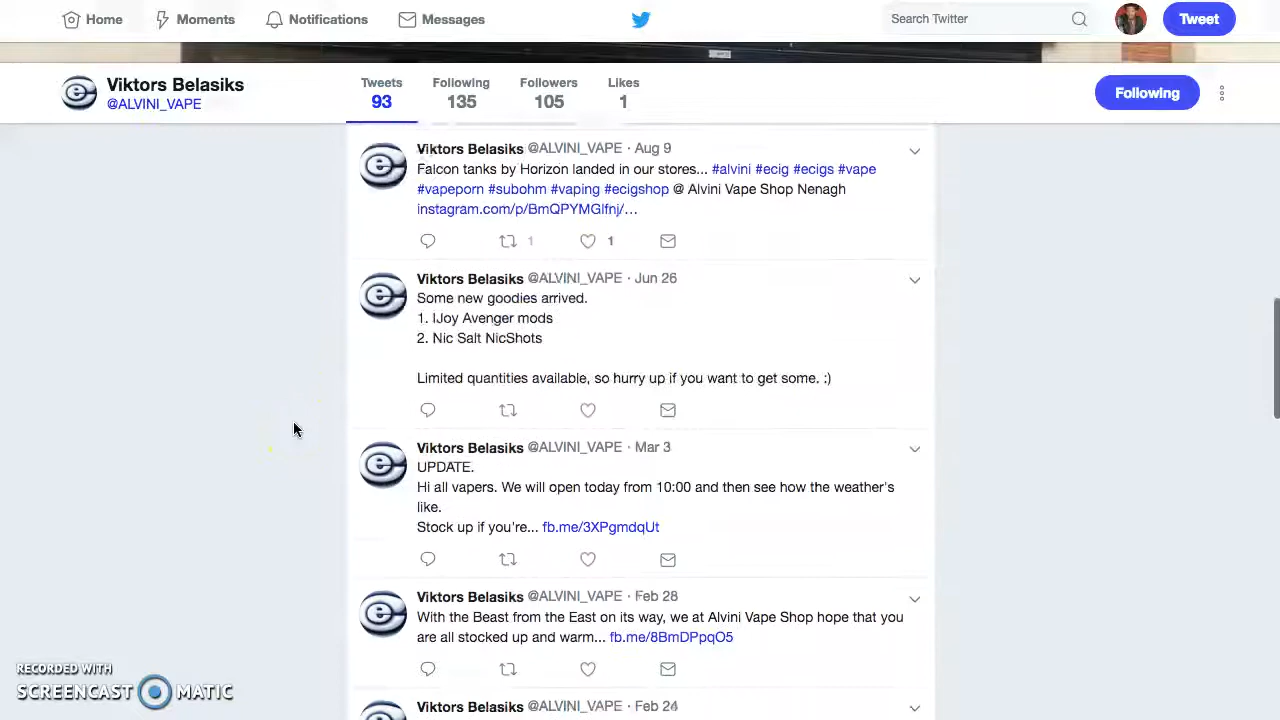 Home Moments Notifications Messages Search Twitter Tweet
Viktors Belasiks
@ALVINI_VAPE
Tweets Following Followers Likes
93 135 105 1
Following
Viktors Belasiks @ALVINI_VAPE · Aug 9
Falcon tanks by Horizon landed in our stores... #alvini #ecig #ecigs #vape
#vapeporn #subohm #vaping #ecigshop @ Alvini Vape Shop Nenagh
instagram.com/p/BmQPYMGlfnj/…
1 1
Viktors Belasiks @ALVINI_VAPE · Jun 26
Some new goodies arrived.
1. IJoy Avenger mods
2. Nic Salt NicShots
Limited quantities available, so hurry up if you want to get some. :)
Viktors Belasiks @ALVINI_VAPE · Mar 3
UPDATE.
Hi all vapers. We will open today from 10:00 and then see how the weather's
like.
Stock up if you're... fb.me/3XPgmdqUt
Viktors Belasiks @ALVINI_VAPE · Feb 28
With the Beast from the East on its way, we at Alvini Vape Shop hope that you
are all stocked up and warm... fb.me/8BmDPpqO5
Viktors Belasiks @ALVINI_VAPE · Feb 24
RECORDED WITH
SCREENCAST MATIC